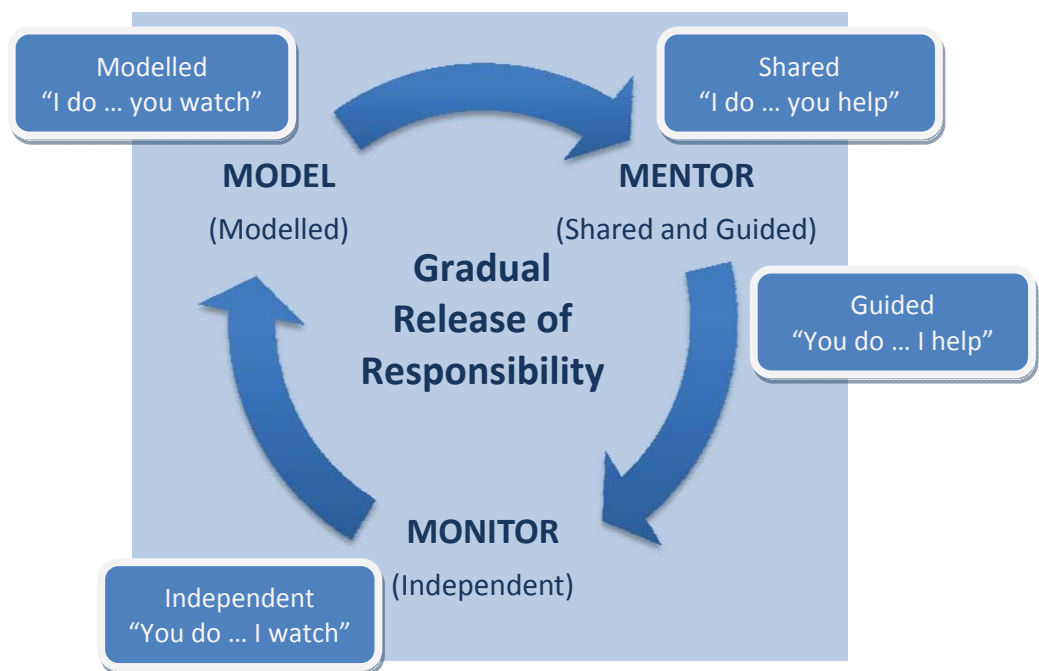 Modelled
“I do … you watch”
Shared
“I do … you help”
MODEL
(Modelled)
MENTOR
(Shared and Guided)
Gradual
Release of
Responsibility
Guided
“You do … I help”
MONITOR
(Independent)
Independent
“You do … I watch”